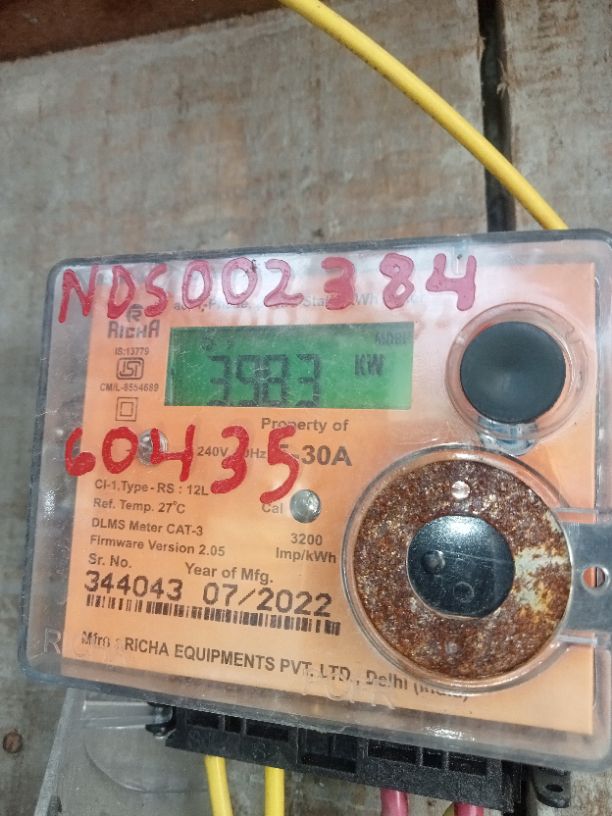 NDS002384
RICHA
IS:13779
ISI
CM/L-8554689
3983 KW
Property of
60435
240V
-30A
Cl-1.Type - RS : 12L
Ref. Temp. 27°C
Cal
DLMS Meter CAT-3
3200
Firmware Version 2.05
Imp/kWh
Sr. No. Year of Mfg.
344043 07/2022
RICHA EQUIPMENTS PVT. LTD., Delhi (India)